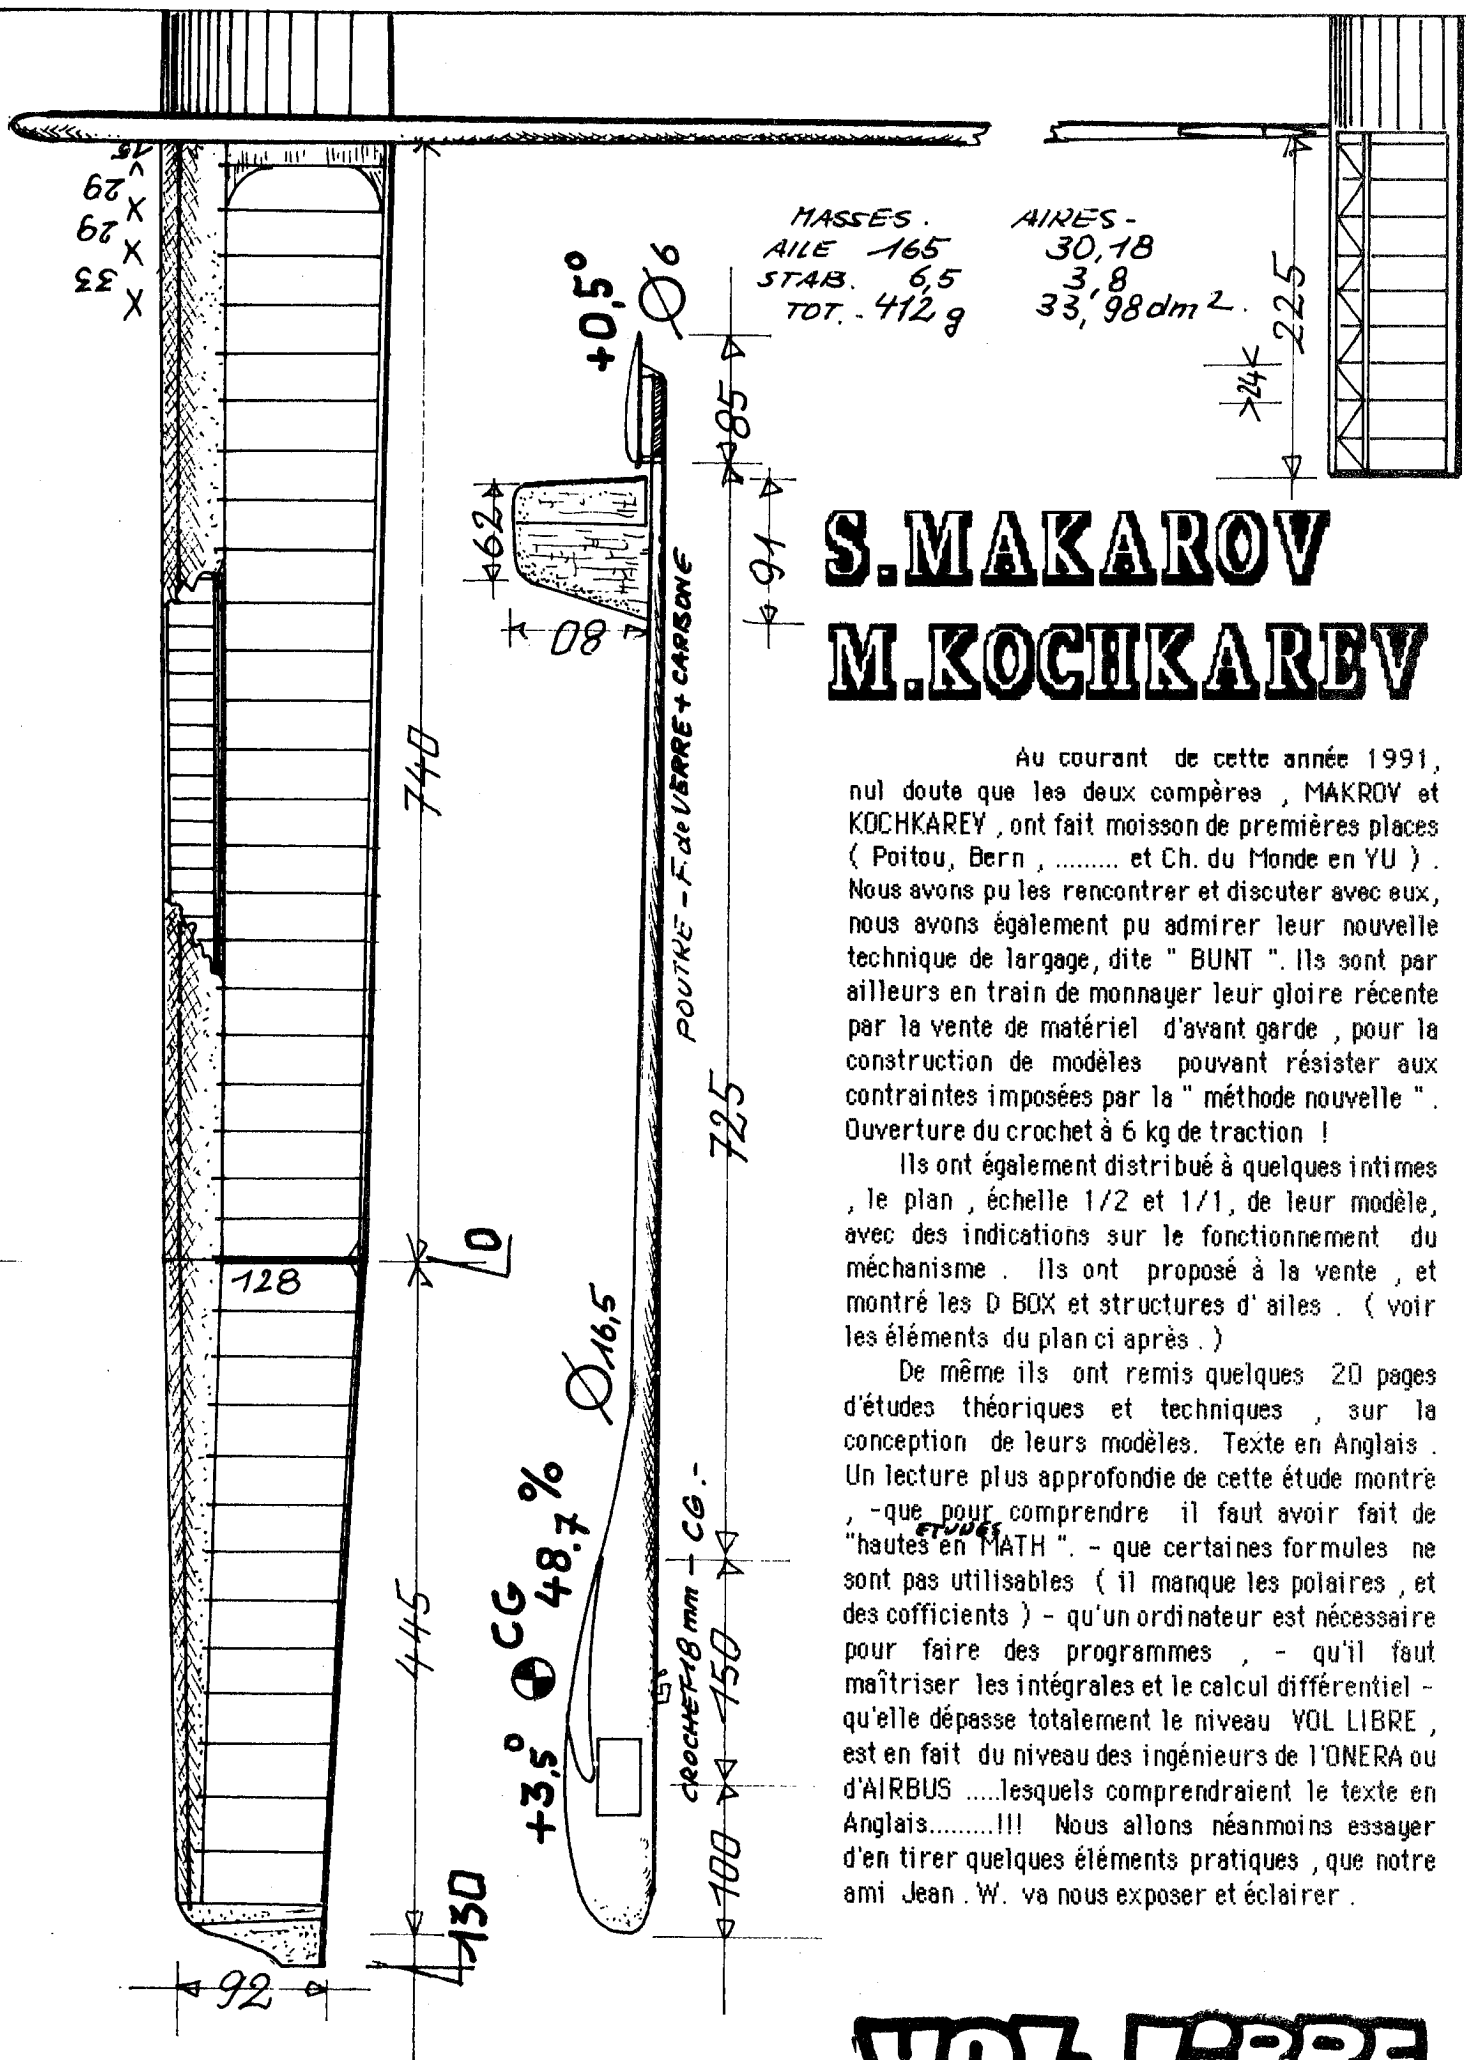 15
29
29
33
MASSES. AIRES-
AILE 165 30,18
STAB. 6,5 3,8
TOT. - 412 g 33,98 dm2.
+0,5°
Ø6
225
24
85
62
91
80
S.MAKAROV
M.KOCHKAREV
POUTRE - F. de VERRE + CARBONE
740
725
Au courant de cette année 1991,
nul doute que les deux compères , MAKROV et
KOCHKAREV , ont fait moisson de premières places
( Poitou, Bern , ......... et Ch. du Monde en YU ) .
Nous avons pu les rencontrer et discuter avec eux,
nous avons également pu admirer leur nouvelle
technique de largage, dite " BUNT ". Ils sont par
ailleurs en train de monnayer leur gloire récente
par la vente de matériel d'avant garde , pour la
construction de modèles pouvant résister aux
contraintes imposées par la " méthode nouvelle " .
Ouverture du crochet à 6 kg de traction !
Ils ont également distribué à quelques intimes
, le plan , échelle 1/2 et 1/1, de leur modèle,
avec des indications sur le fonctionnement du
méchanisme . Ils ont proposé à la vente , et
montré les D BOX et structures d' ailes . ( voir
les éléments du plan ci après . )
De même ils ont remis quelques 20 pages
d'études théoriques et techniques , sur la
conception de leurs modèles. Texte en Anglais .
Un lecture plus approfondie de cette étude montre
, -que pour comprendre il faut avoir fait de
ETUDES
"hautes en MATH ". - que certaines formules ne
sont pas utilisables ( il manque les polaires , et
des cofficients ) - qu'un ordinateur est nécessaire
pour faire des programmes , - qu'il faut
maîtriser les intégrales et le calcul différentiel -
qu'elle dépasse totalement le niveau VOL LIBRE ,
est en fait du niveau des ingénieurs de l'ONERA ou
d'AIRBUS .....lesquels comprendraient le texte en
Anglais.........!!! Nous allons néanmoins essayer
d'en tirer quelques éléments pratiques , que notre
ami Jean . W. va nous exposer et éclairer .
0
128
Ø16,5
445
CG
48.7 %
+3,5°
CROCHET 18 mm - CG.-
150
100
130
92
VOL LIBRE